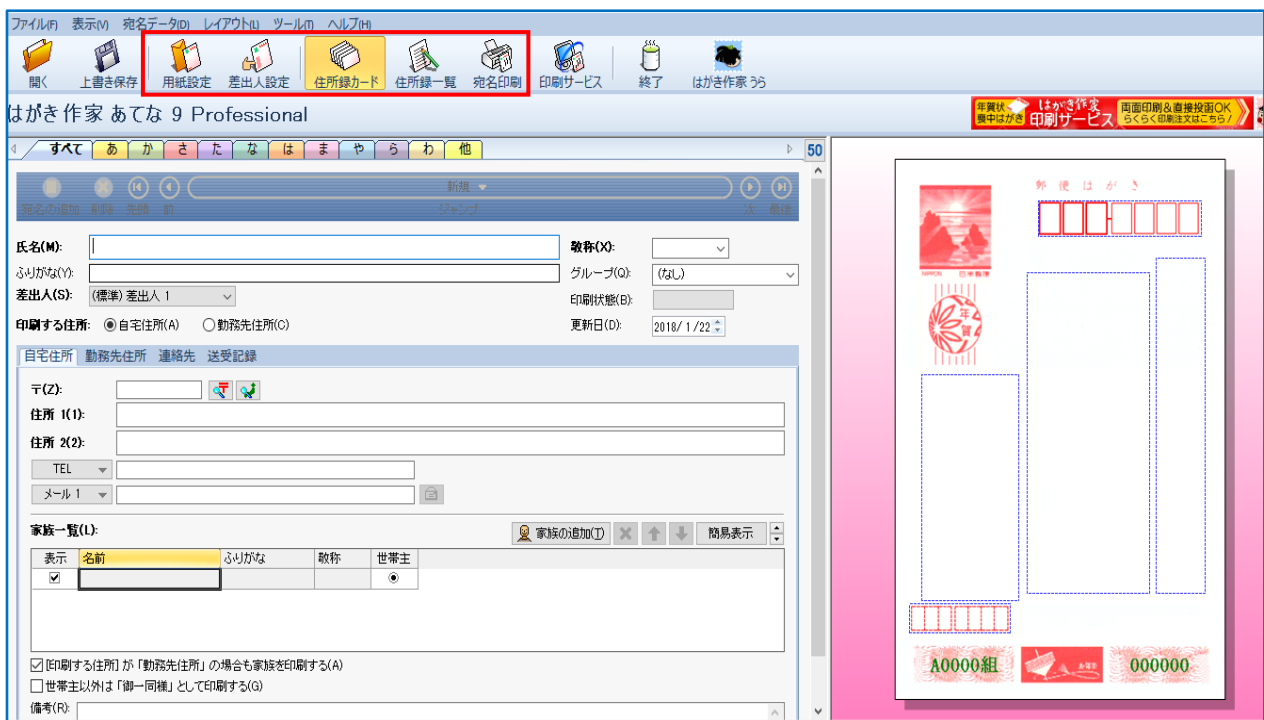 ファイル(F) 表示(V) 宛名データ(D) レイアウト(L) ツール(T) ヘルプ(H)
開く 上書き保存 用紙設定 差出人設定 住所録カード 住所録一覧 宛名印刷 印刷サービス 終了 はがき作家 うら
はがき作家 あてな 9 Professional
年賀状 喪中はがき はがき作家 印刷サービス 両面印刷&直接投函OK らくらく印刷注文はこちら!
すべて あ か さ た な は ま や ら わ 他 50
新規
宛名の追加 削除 先頭 前 ジャンプ 次 最後
氏名(M): 敬称(X):
ふりがな(Y): グループ(Q): (なし)
差出人(S): (標準) 差出人 1 印刷状態(B):
印刷する住所: 自宅住所(A) 勤務先住所(C) 更新日(D): 2018/ 1 /22
自宅住所 勤務先住所 連絡先 送受記録
〒(Z):
住所 1(1):
住所 2(2):
TEL
メール 1
家族一覧(L): 家族の追加(T) 簡易表示
表示 名前 ふりがな 敬称 世帯主
[印刷する住所] が「勤務先住所」の場合も家族を印刷する(A)
世帯主以外は「御一同様」として印刷する(G)
備考(R):
郵便はがき
NIPPON 日本郵便
年賀
A0000組 お年玉 000000